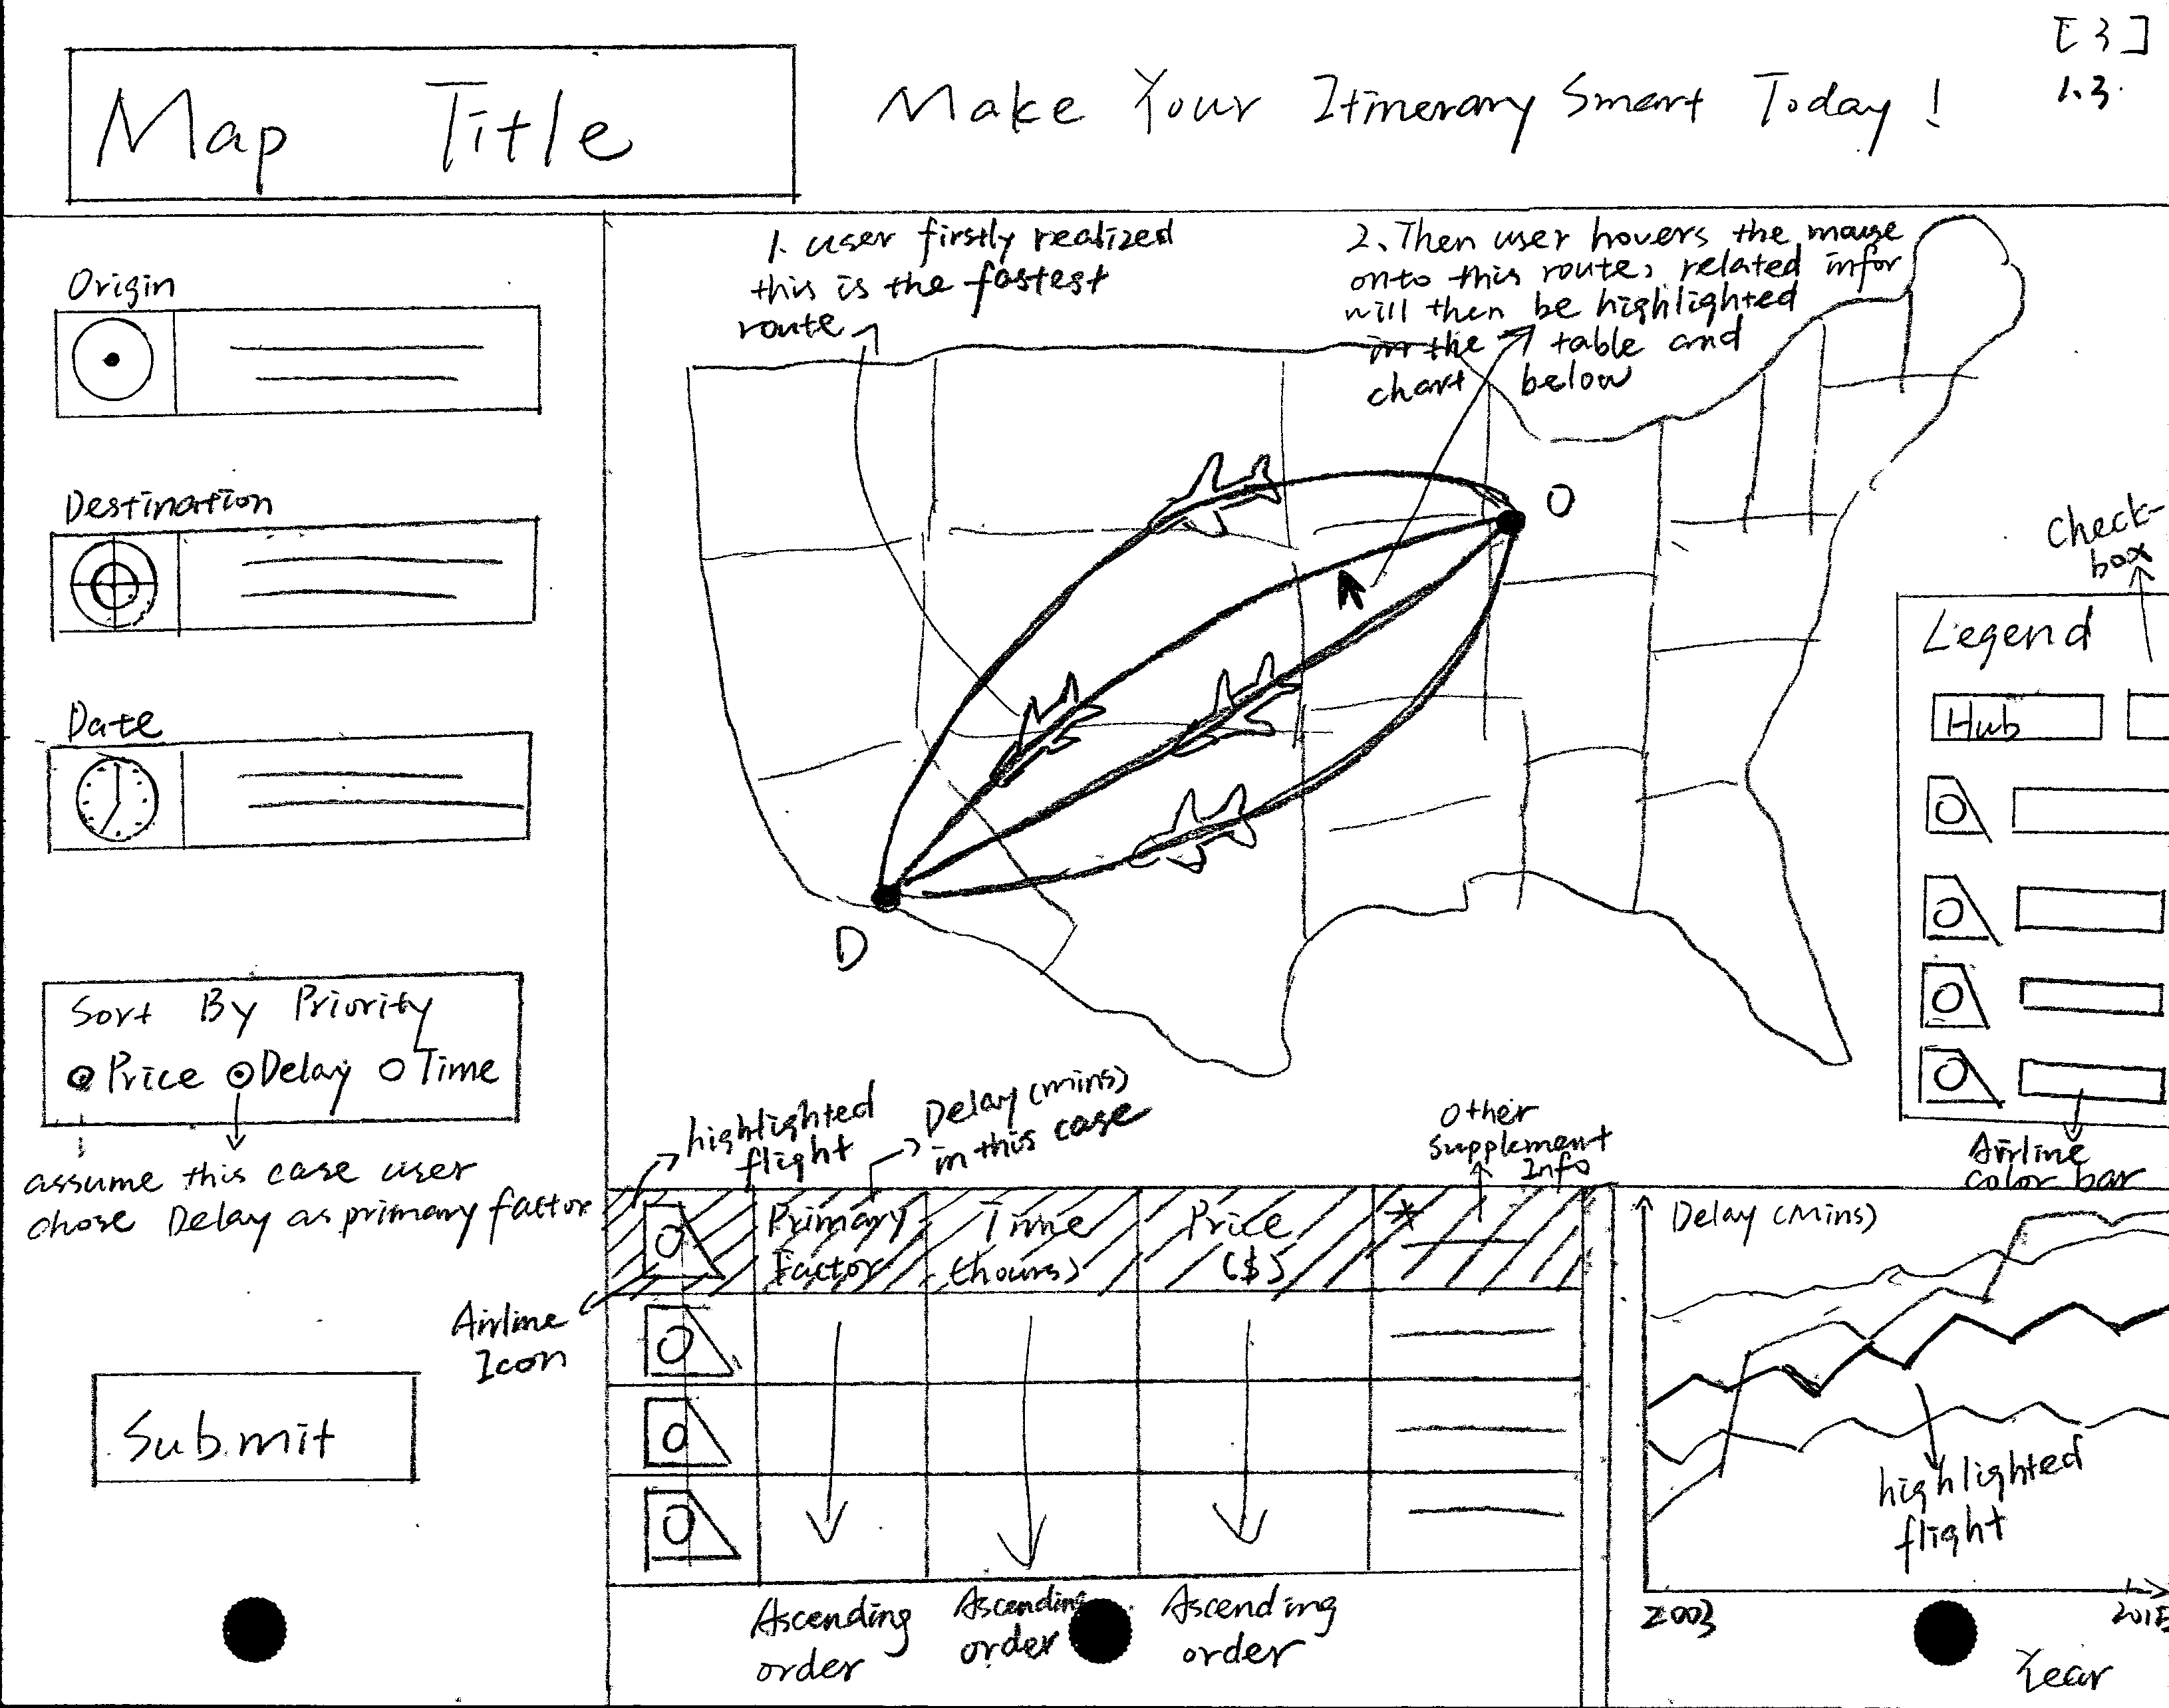 [3]
1.3.
Map Title
Make Your Itinerary Smart Today!
Origin
Destination
Date
Sort By Priority
Price Delay Time
assume this case user
chose Delay as primary factor
Submit
1. user firstly realized
this is the fastest
route
2. Then user hovers the mouse
onto this route, related infor
will then be highlighted
in the table and
chart below
O
D
Check-
box
Legend
Hub
Airline
color bar
highlighted
flight
Delay (mins)
in this case
Other
Supplement
Info
Airline
Icon
Primary
Factor
Time
(hours)
Price
($)
*
Ascending
order
Ascending
order
Ascending
order
Delay (Mins)
highlighted
flight
2003
Year